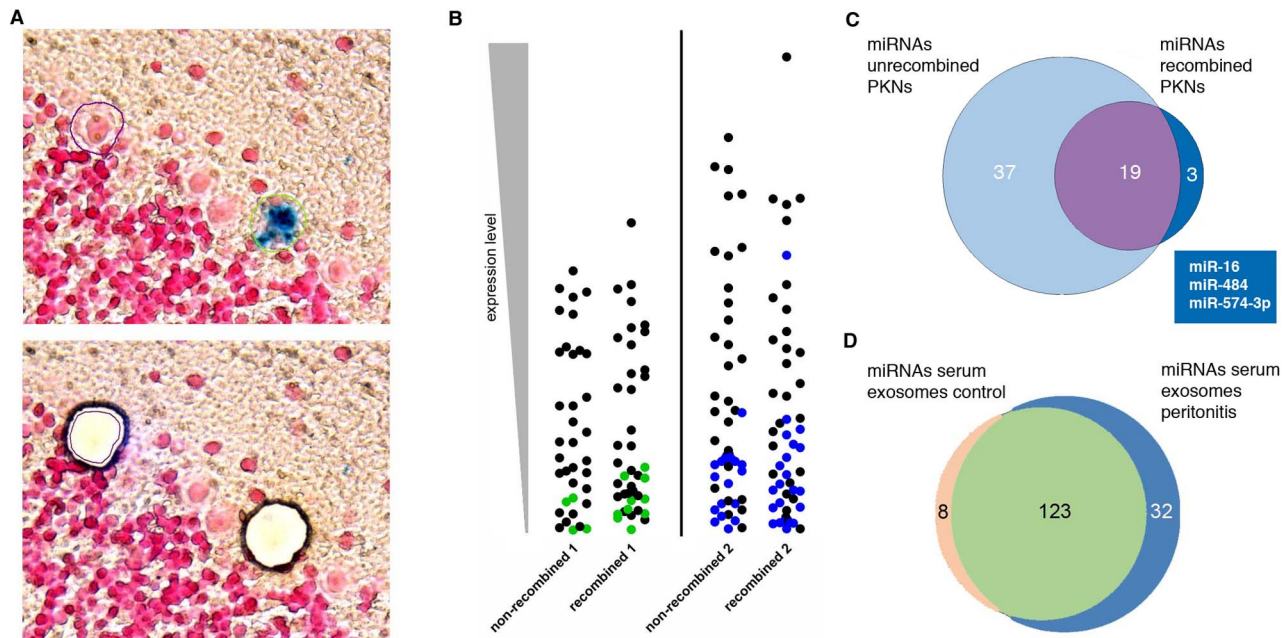 A
B
expression level
non-recombined 1
recombined 1
non-recombined 2
recombined 2
C
miRNAs
unrecombined
PKNs
miRNAs
recombined
PKNs
37
19
3
miR-16
miR-484
miR-574-3p
D
miRNAs serum
exosomes control
miRNAs serum
exosomes
peritonitis
8
123
32